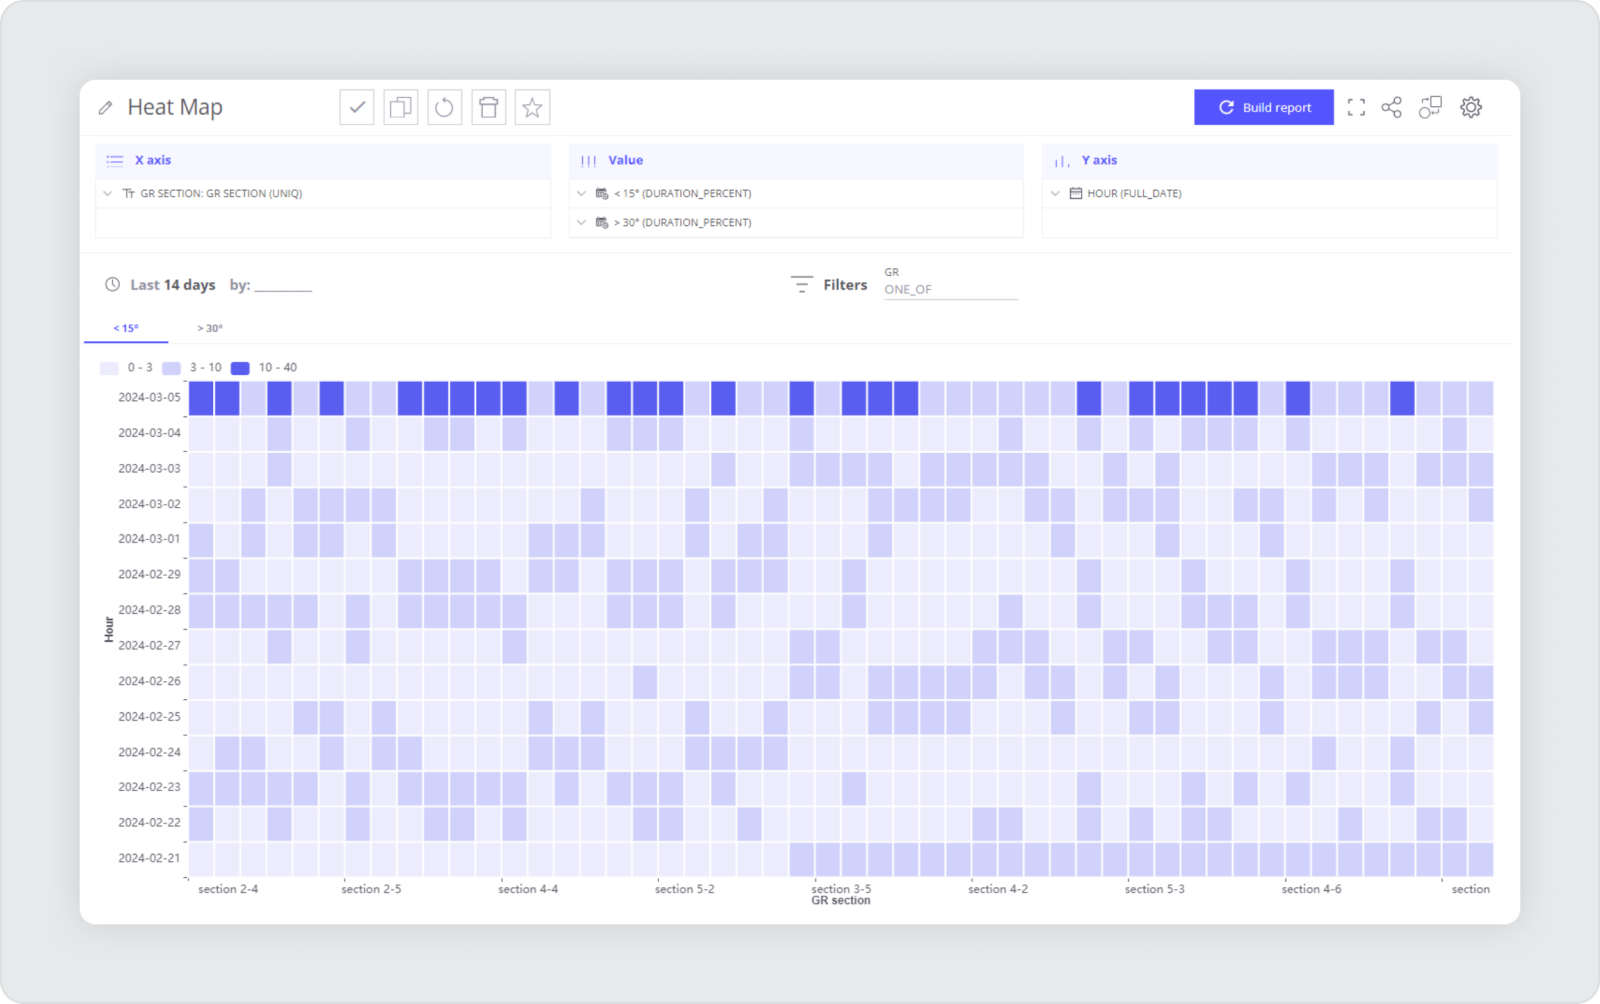 Heat Map
Build report
X axis
Value
Y axis
GR SECTION: GR SECTION (UNIQ)
< 15° (DURATION_PERCENT)
HOUR (FULL_DATE)
> 30° (DURATION_PERCENT)
GR
Last 14 days by: _________
Filters
ONE_OF
< 15°
> 30°
0 - 3
3 - 10
10 - 40
2024-03-05
2024-03-04
2024-03-03
2024-03-02
2024-03-01
2024-02-29
2024-02-28
Hour
2024-02-27
2024-02-26
2024-02-25
2024-02-24
2024-02-23
2024-02-22
2024-02-21
section 2-4
section 2-5
section 4-4
section 5-2
section 3-5
section 4-2
section 5-3
section 4-6
section
GR section